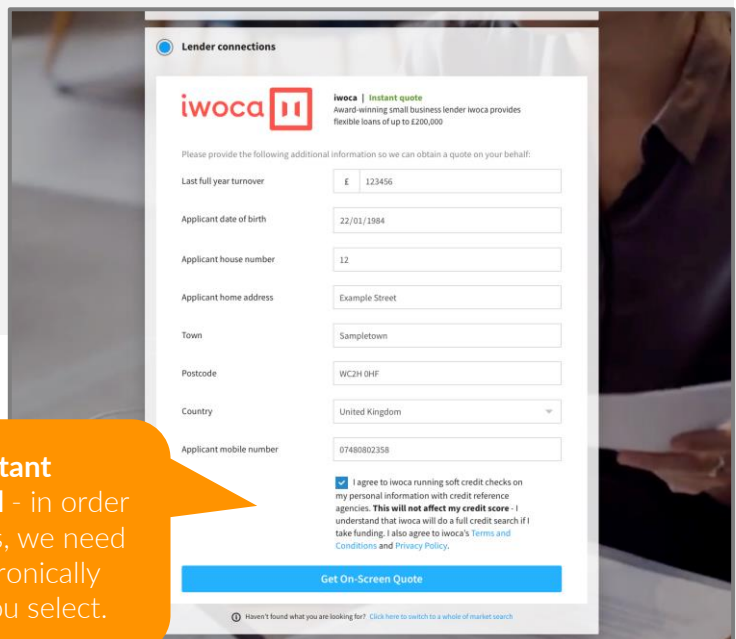 Lender connections
iwoca
iwoca | Instant quote
Award-winning small business lender iwoca provides
flexible loans of up to £200,000
Please provide the following additional information so we can obtain a quote on your behalf:
Last full year turnover £ 123456
Applicant date of birth 22/01/1984
Applicant house number 12
Applicant home address Example Street
Town Sampletown
Postcode WC2H 0HF
Country United Kingdom
Applicant mobile number 07480802358
I agree to iwoca running soft credit checks on
my personal information with credit reference
agencies. This will not affect my credit score - I
understand that iwoca will do a full credit search if I
take funding. I also agree to iwoca's Terms and
Conditions and Privacy Policy.
Get On-Screen Quote
Haven't found what you are looking for? Click here to switch to a whole of market search
- in order
we need
select.